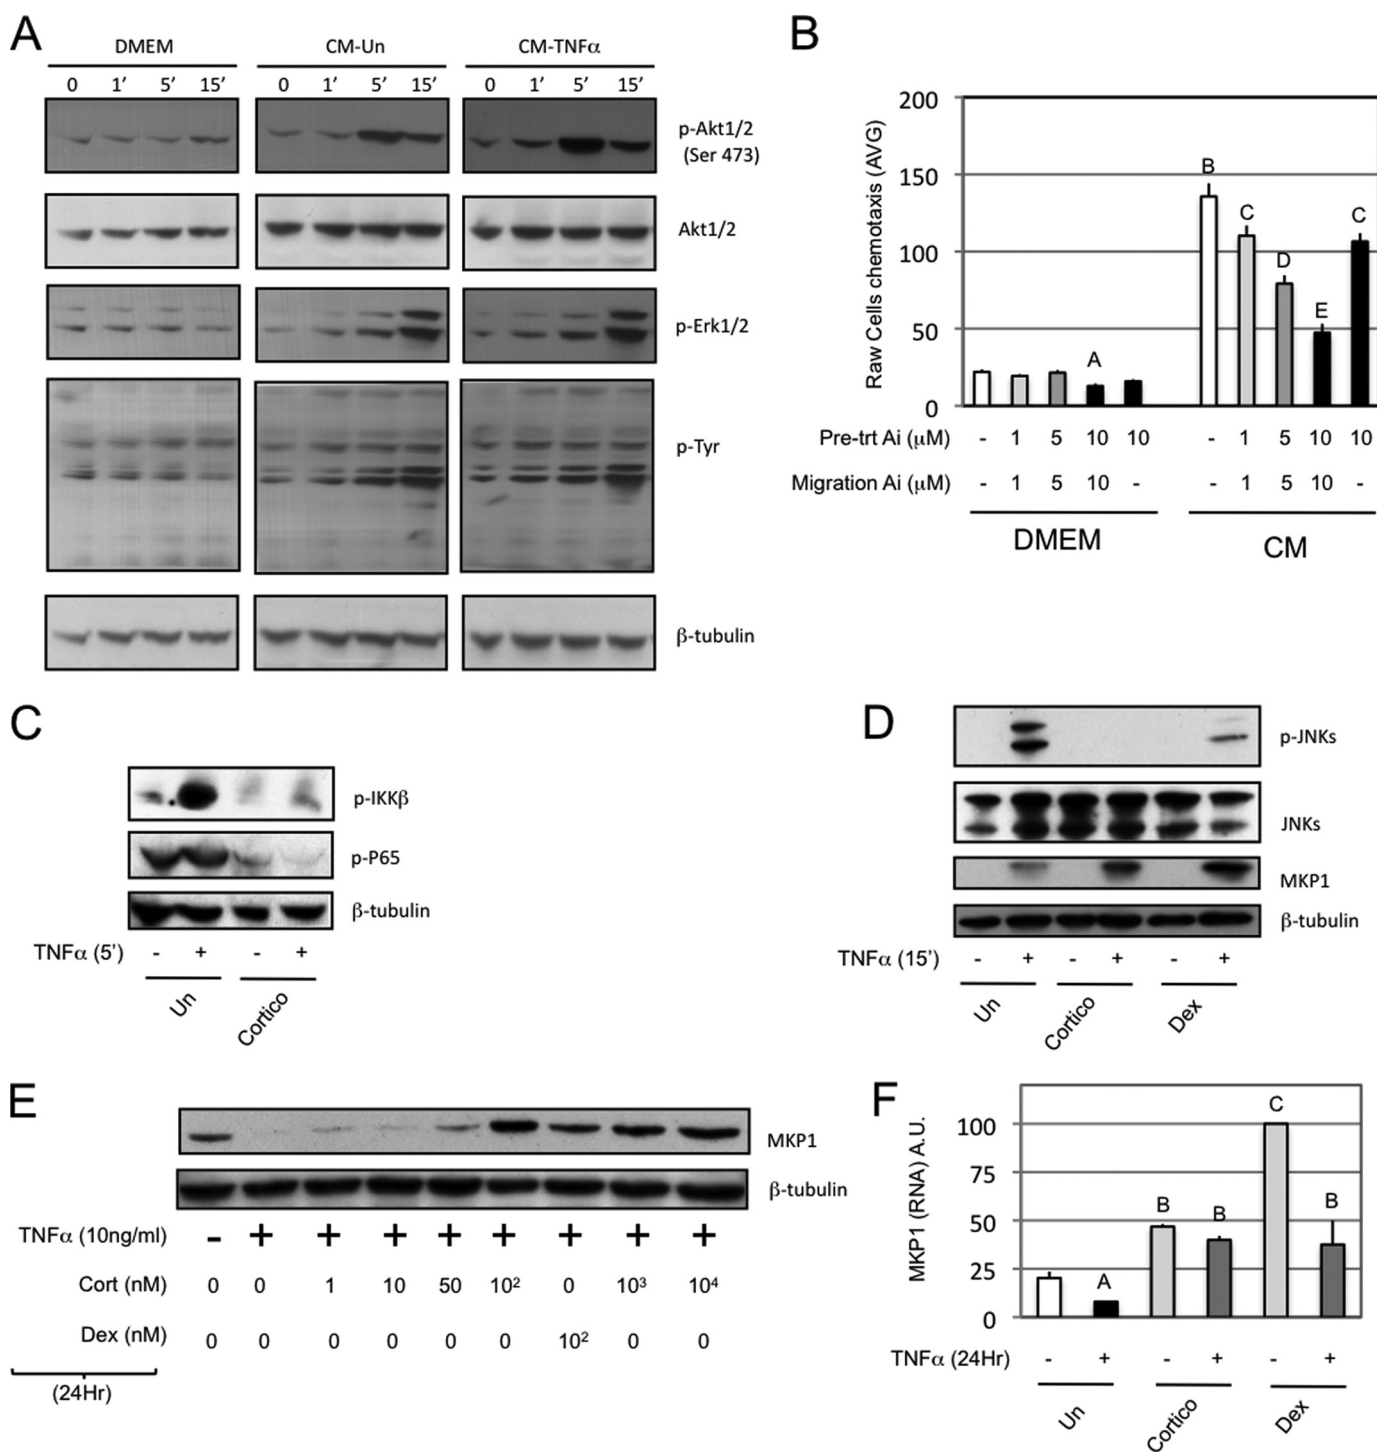 A
DMEM CM-Un CM-TNFα
0 1’ 5’ 15’ 0 1’ 5’ 15’ 0 1’ 5’ 15’
p-Akt1/2
(Ser 473)
Akt1/2
p-Erk1/2
p-Tyr
β-tubulin
B
Raw Cells chemotaxis (AVG)
200
150
100
50
0
A
B
C
D
E
C
Pre-trt Ai (μM) - 1 5 10 10 - 1 5 10 10
Migration Ai (μM) - 1 5 10 - - 1 5 10 -
DMEM CM
C
p-IKKβ
p-P65
β-tubulin
TNFα (5’) - + - +
Un Cortico
D
p-JNKs
JNKs
MKP1
β-tubulin
TNFα (15’) - + - + - +
Un Cortico Dex
E
MKP1
β-tubulin
TNFα (10ng/ml) - + + + + + + + +
Cort (nM) 0 0 1 10 50 10² 0 10³ 10⁴
Dex (nM) 0 0 0 0 0 0 10² 0 0
(24Hr)
F
MKP1 (RNA) A.U.
100
75
50
25
0
A
B
B
C
B
TNFα (24Hr) - + - + - +
Un Cortico Dex